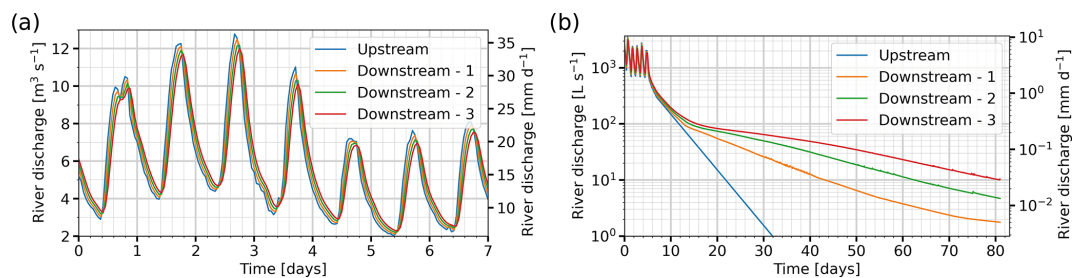 (a)
River discharge [m³ s⁻¹]
12
10
8
6
4
2
0 1 2 3 4 5 6 7
Time [days]
35
30
25
20
15
10
River discharge [mm d⁻¹]
Upstream
Downstream - 1
Downstream - 2
Downstream - 3
(b)
River discharge [L s⁻¹]
10³
10²
10¹
10⁰
0 10 20 30 40 50 60 70 80
Time [days]
10¹
10⁰
10⁻¹
10⁻²
River discharge [mm d⁻¹]
Upstream
Downstream - 1
Downstream - 2
Downstream - 3